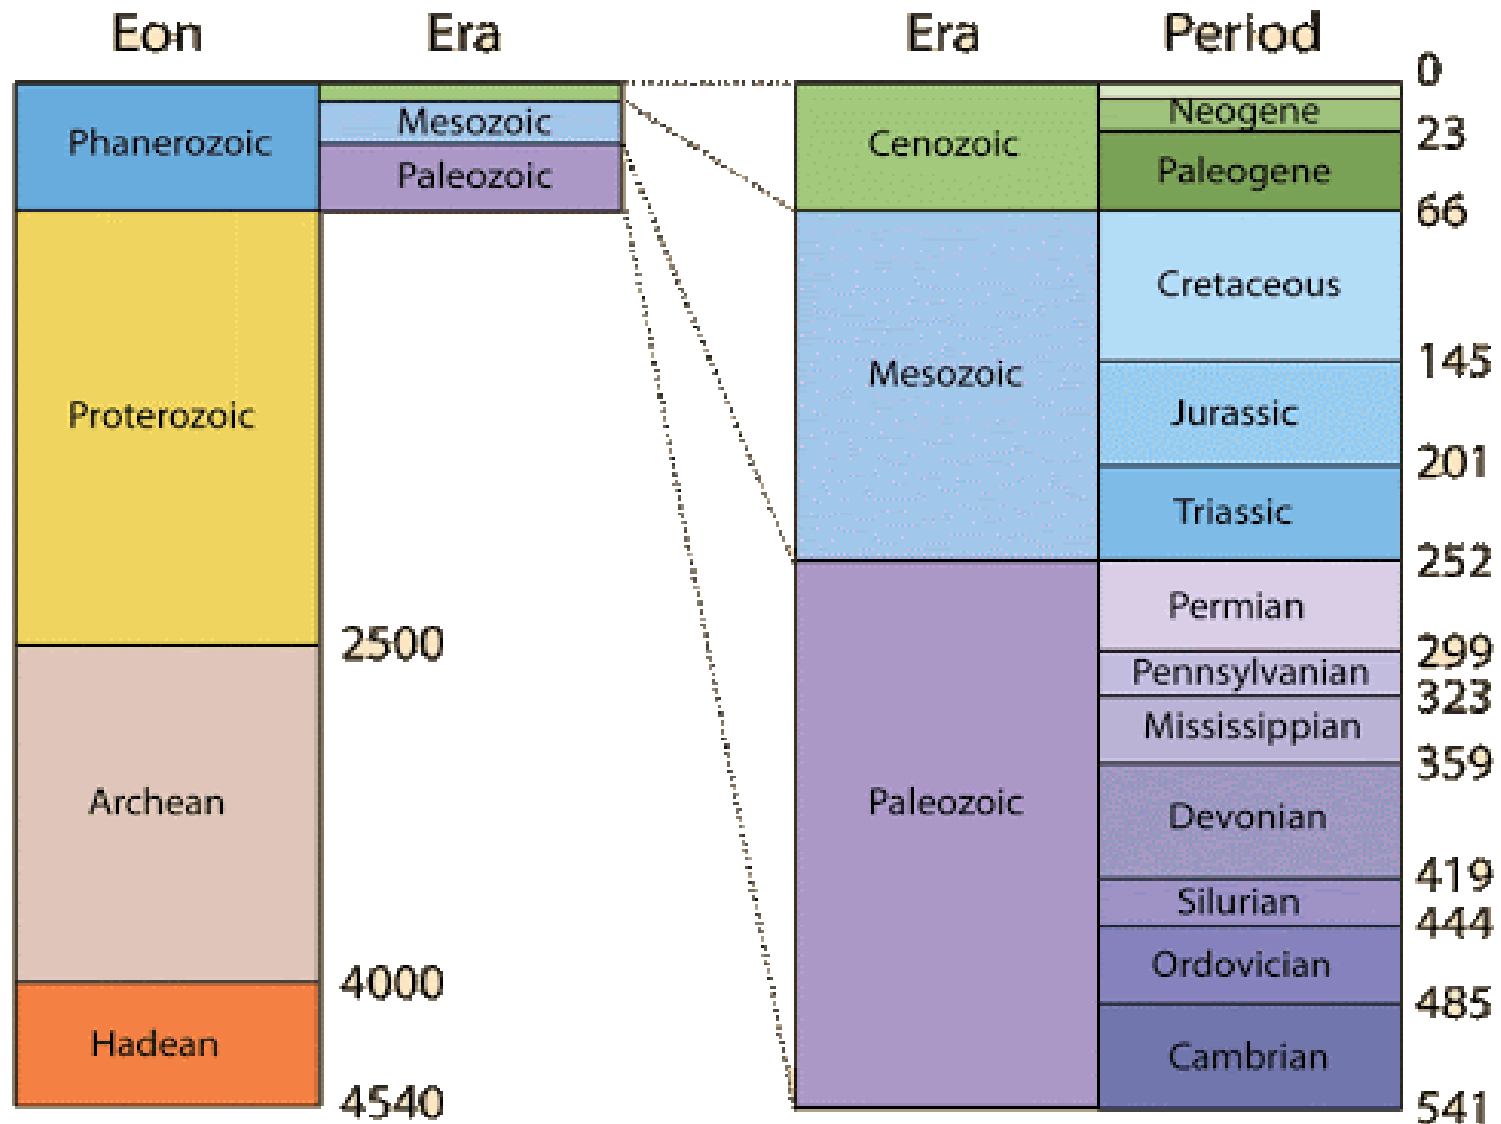 Eon Era Era Period
0
Phanerozoic
Mesozoic
Paleozoic
Cenozoic
Neogene
23
Paleogene
66
Proterozoic
Mesozoic
Cretaceous
145
Jurassic
201
Triassic
252
2500
Archean
4000
Hadean
4540
Paleozoic
Permian
299
Pennsylvanian
323
Mississippian
359
Devonian
419
Silurian
444
Ordovician
485
Cambrian
541